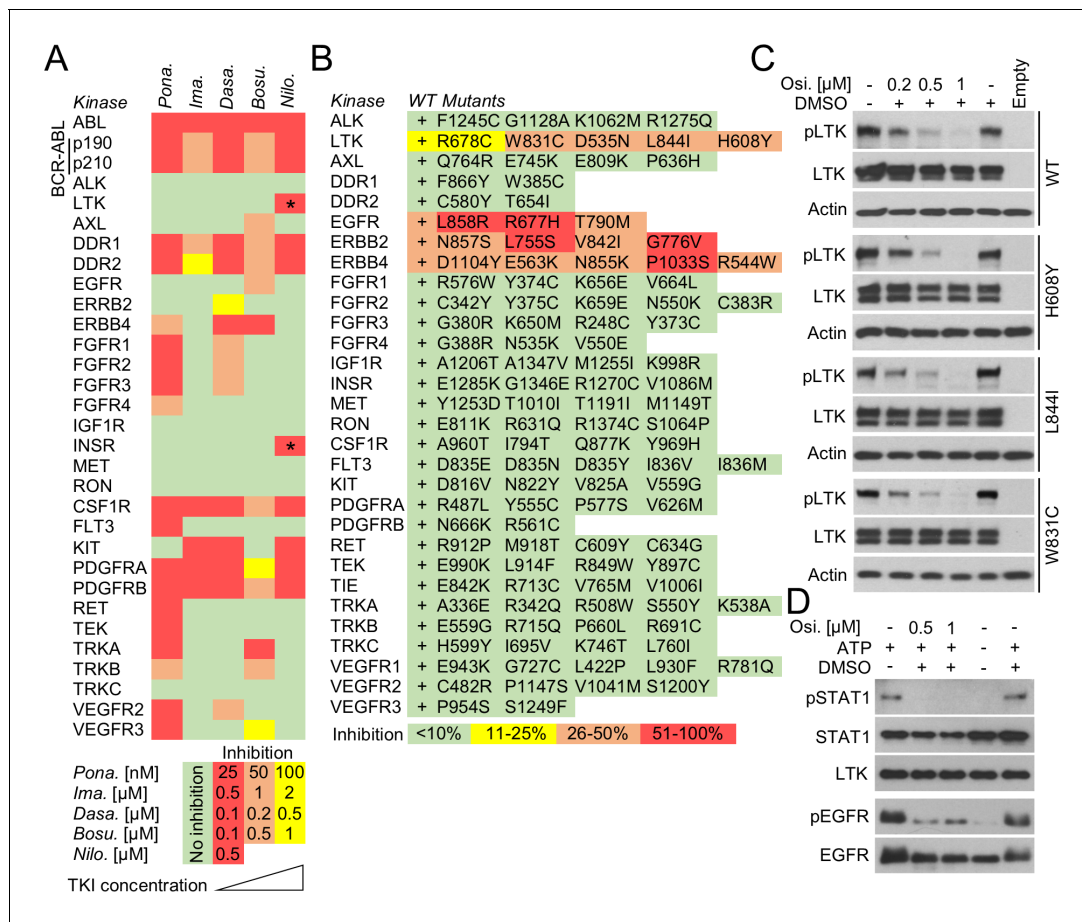 A
Pona. Ima. Dasa. Bosu. Nilo.
Kinase
BCR-ABL
ABL
p190
p210
ALK
LTK *
AXL
DDR1
DDR2
EGFR
ERRB2
ERBB4
FGFR1
FGFR2
FGFR3
FGFR4
IGF1R
INSR *
MET
RON
CSF1R
FLT3
KIT
PDGFRA
PDGFRB
RET
TEK
TRKA
TRKB
TRKC
VEGFR2
VEGFR3
Inhibition
No inhibition
Pona. [nM] 25 50 100
Ima. [µM] 0.5 1 2
Dasa. [µM] 0.1 0.2 0.5
Bosu. [µM] 0.1 0.5 1
Nilo. [µM] 0.5
TKI concentration
B
Kinase WT Mutants
ALK + F1245C G1128A K1062M R1275Q
LTK + R678C W831C D535N L844I H608Y
AXL + Q764R E745K E809K P636H
DDR1 + F866Y W385C
DDR2 + C580Y T654I
EGFR + L858R R677H T790M
ERBB2 + N857S L755S V842I G776V
ERBB4 + D1104Y E563K N855K P1033S R544W
FGFR1 + R576W Y374C K656E V664L
FGFR2 + C342Y Y375C K659E N550K C383R
FGFR3 + G380R K650M R248C Y373C
FGFR4 + G388R N535K V550E
IGF1R + A1206T A1347V M1255I K998R
INSR + E1285K G1346E R1270C V1086M
MET + Y1253D T1010I T1191I M1149T
RON + E811K R631Q R1374C S1064P
CSF1R + A960T I794T Q877K Y969H
FLT3 + D835E D835N D835Y I836V I836M
KIT + D816V N822Y V825A V559G
PDGFRA + R487L Y555C P577S V626M
PDGFRB + N666K R561C
RET + R912P M918T C609Y C634G
TEK + E990K L914F R849W Y897C
TIE + E842K R713C V765M V1006I
TRKA + A336E R342Q R508W S550Y K538A
TRKB + E559G R715Q P660L R691C
TRKC + H599Y I695V K746T L760I
VEGFR1 + E943K G727C L422P L930F R781Q
VEGFR2 + C482R P1147S V1041M S1200Y
VEGFR3 + P954S S1249F
Inhibition <10% 11-25% 26-50% 51-100%
C
Osi. [µM] - 0.2 0.5 1 - Empty
DMSO - + + + +
pLTK
LTK
Actin
WT
pLTK
LTK
Actin
H608Y
pLTK
LTK
Actin
L844I
pLTK
LTK
Actin
W831C
D
Osi. [µM] - 0.5 1 - -
ATP + + + - +
DMSO - + + - +
pSTAT1
STAT1
LTK
pEGFR
EGFR